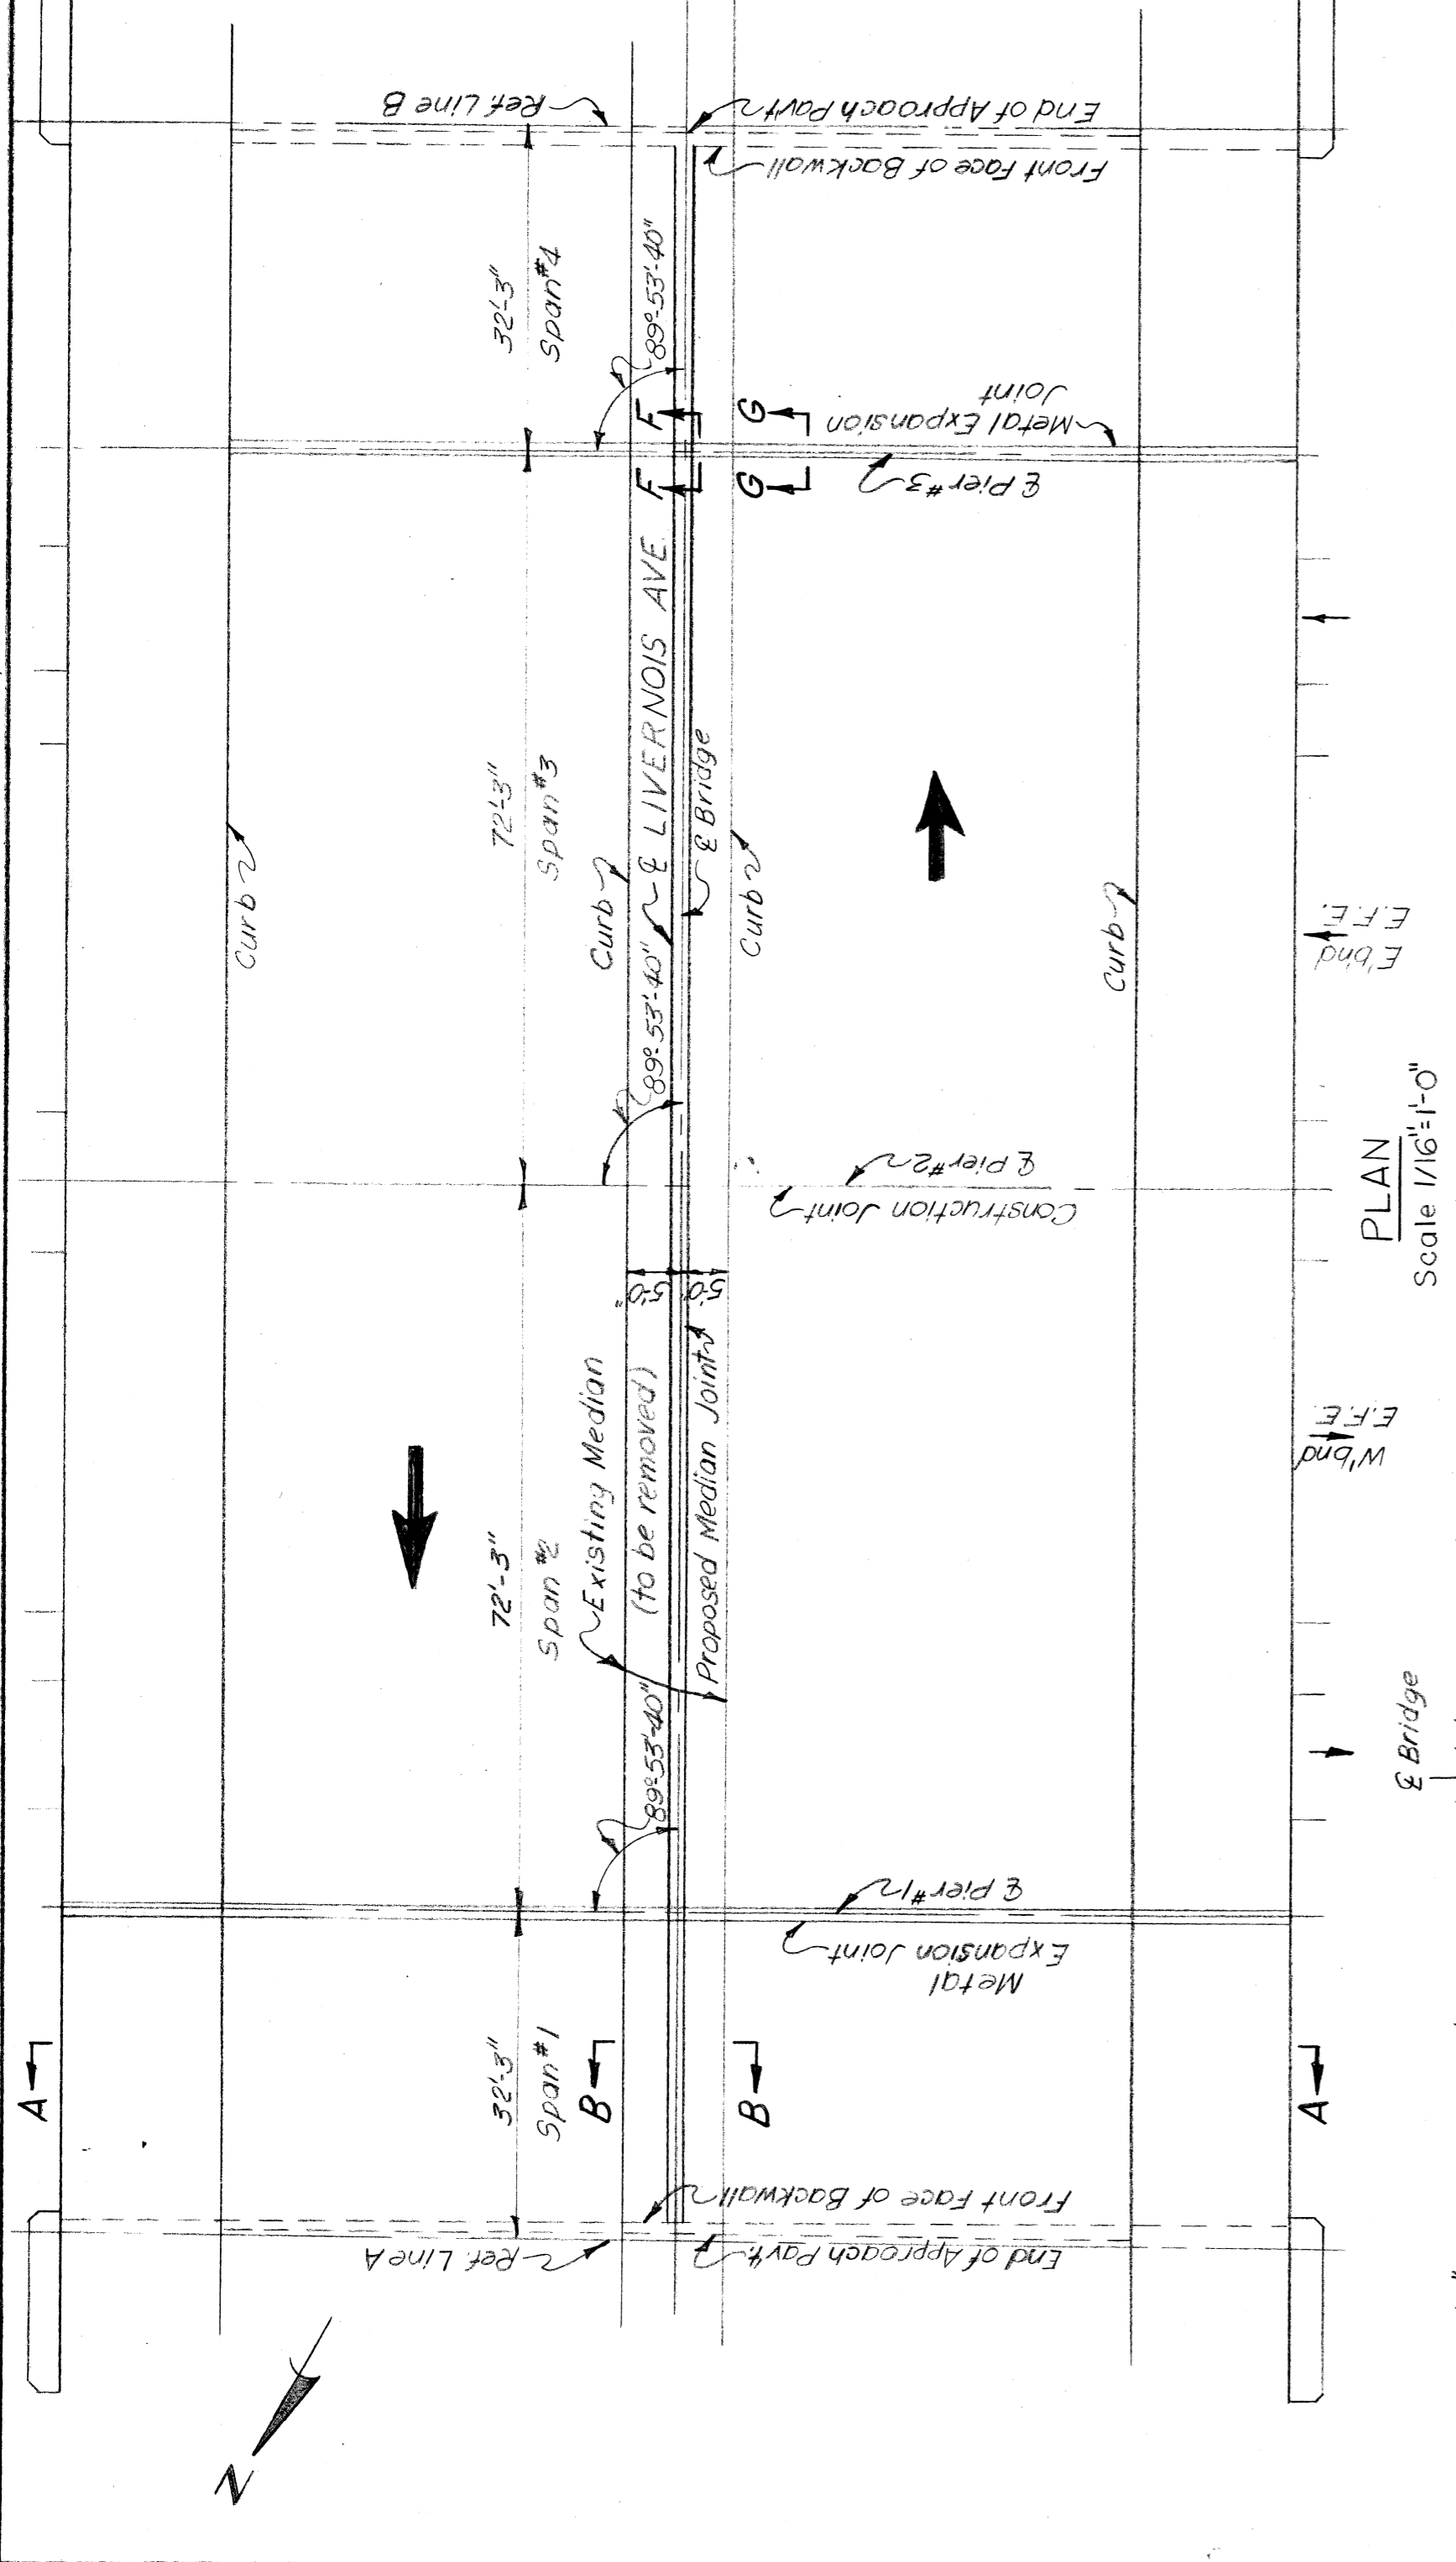 N
A
A
Ref. Line A
End of Approach Pav't.
Front Face of Backwall
32'-3"
Span #1
B
B
Metal
Expansion Joint
℄ Pier #1
89°-53'-40"
72'-3"
Span #2
Existing Median
(to be removed)
Proposed Median Joint
5'-0"
5'-0"
Construction Joint
℄ Pier #2
89°-53'-40"
72'-3"
Span #3
Curb
Curb
℄ LIVERNOIS AVE.
℄ Bridge
Curb
Curb
F
F
G
G
℄ Pier #3
Metal Expansion
Joint
89°-53'-40"
32'-3"
Span #4
Front Face of Backwall
End of Approach Pav't
Ref. Line B
W'bnd
E.F.E.
E'bnd
E.F.E.
PLAN
Scale 1/16"=1'-0"
℄ Bridge